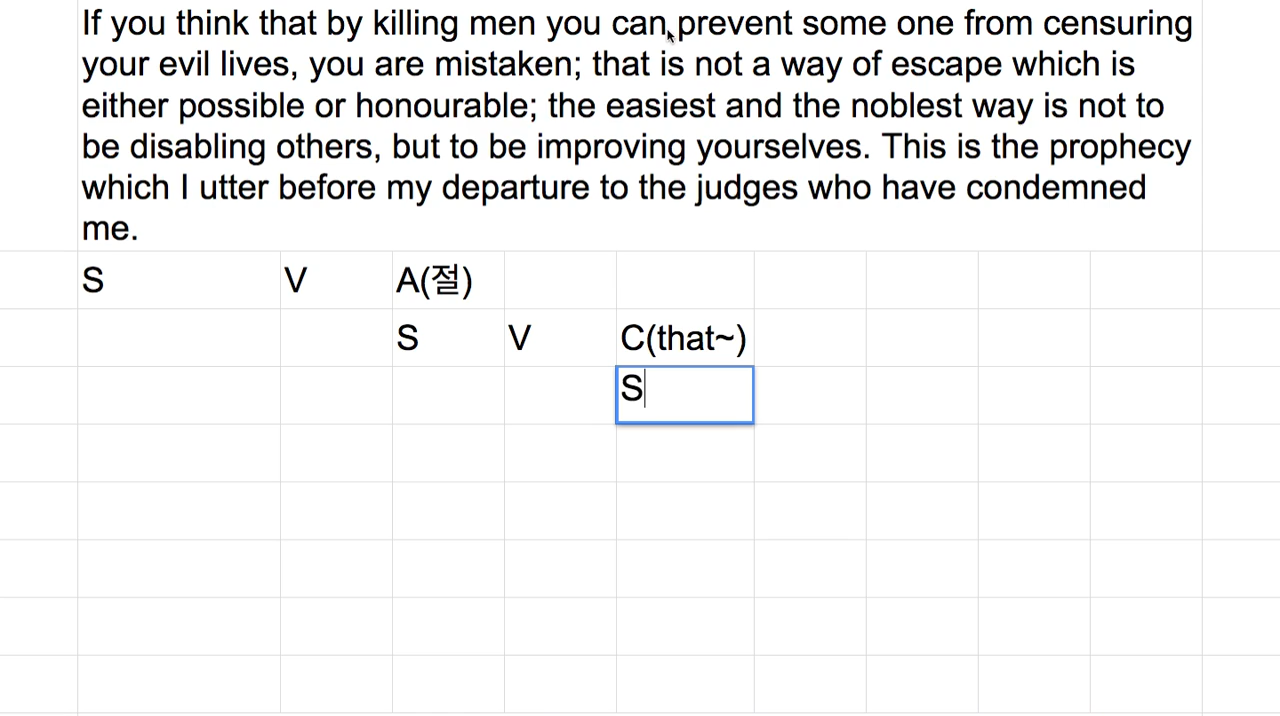 If you think that by killing men you can prevent some one from censuring
your evil lives, you are mistaken; that is not a way of escape which is
either possible or honourable; the easiest and the noblest way is not to
be disabling others, but to be improving yourselves. This is the prophecy
which I utter before my departure to the judges who have condemned
me.
S V A(절)
S V C(that~)
S